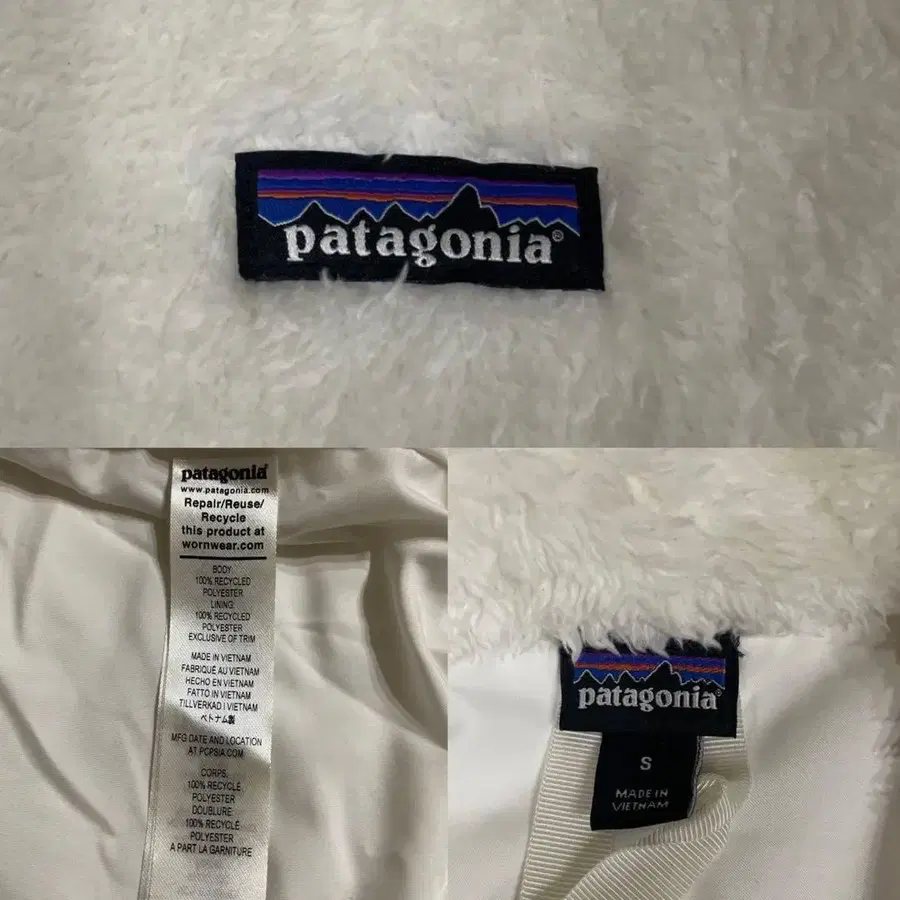 patagonia®
patagonia®
www.patagonia.com
Repair/Reuse/
Recycle
this product at
wornwear.com
BODY:
100% RECYCLED
POLYESTER
LINING:
100% RECYCLED
POLYESTER
EXCLUSIVE OF TRIM
MADE IN VIETNAM
FABRIQUÉ AU VIETNAM
HECHO EN VIETNAM
FATTO IN VIETNAM
TILLVERKAD I VIETNAM
ベトナム製
MFG DATE AND LOCATION
AT PCPSIA.COM
CORPS:
100% RECYCLÉ
POLYESTER
DOUBLURE:
100% RECYCLÉ
POLYESTER
A PART LA GARNITURE
patagonia®
S
MADE IN
VIETNAM